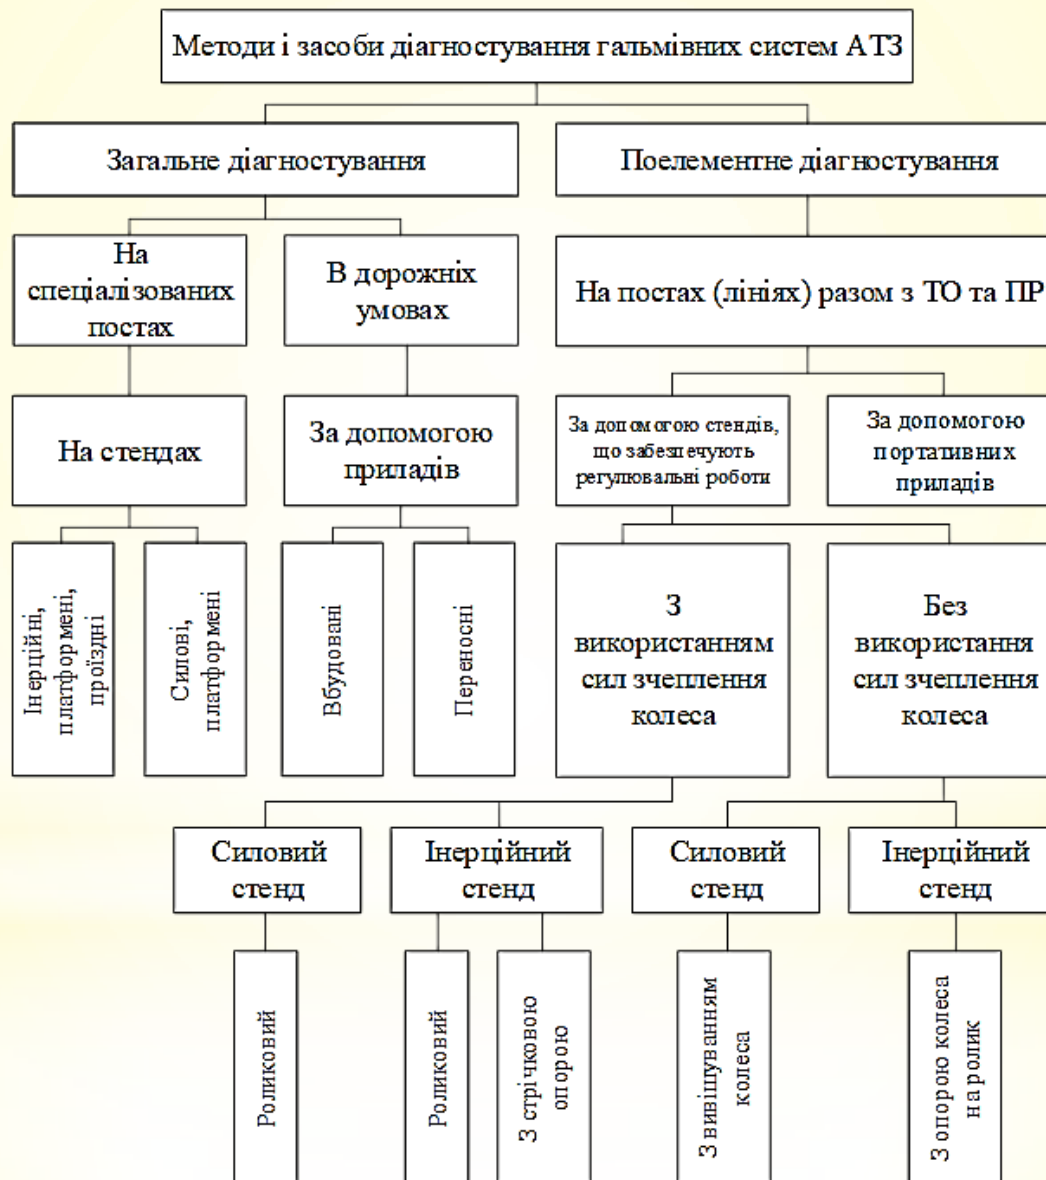 Методи і засоби діагностування гальмівних систем АТЗ
Загальне діагностування
Поелементне діагностування
На
спеціалізованих
постах
В дорожніх
умовах
На постах (лініях) разом з ТО та ПР
На стендах
За допомогою
приладів
За допомогою стендів,
що забезпечують
регулювальні роботи
За допомогою
портативних
приладів
Інерційні,
платформені,
проїздні
Силові,
платформені
Вбудовані
Переносні
З
використанням
сил зчеплення
колеса
Без
використання
сил зчеплення
колеса
Силовий
стенд
Інерційний
стенд
Силовий
стенд
Інерційний
стенд
Роликовий
Роликовий
З стрічковою
опорою
З вивішуванням
колеса
З опорою колеса
на ролик